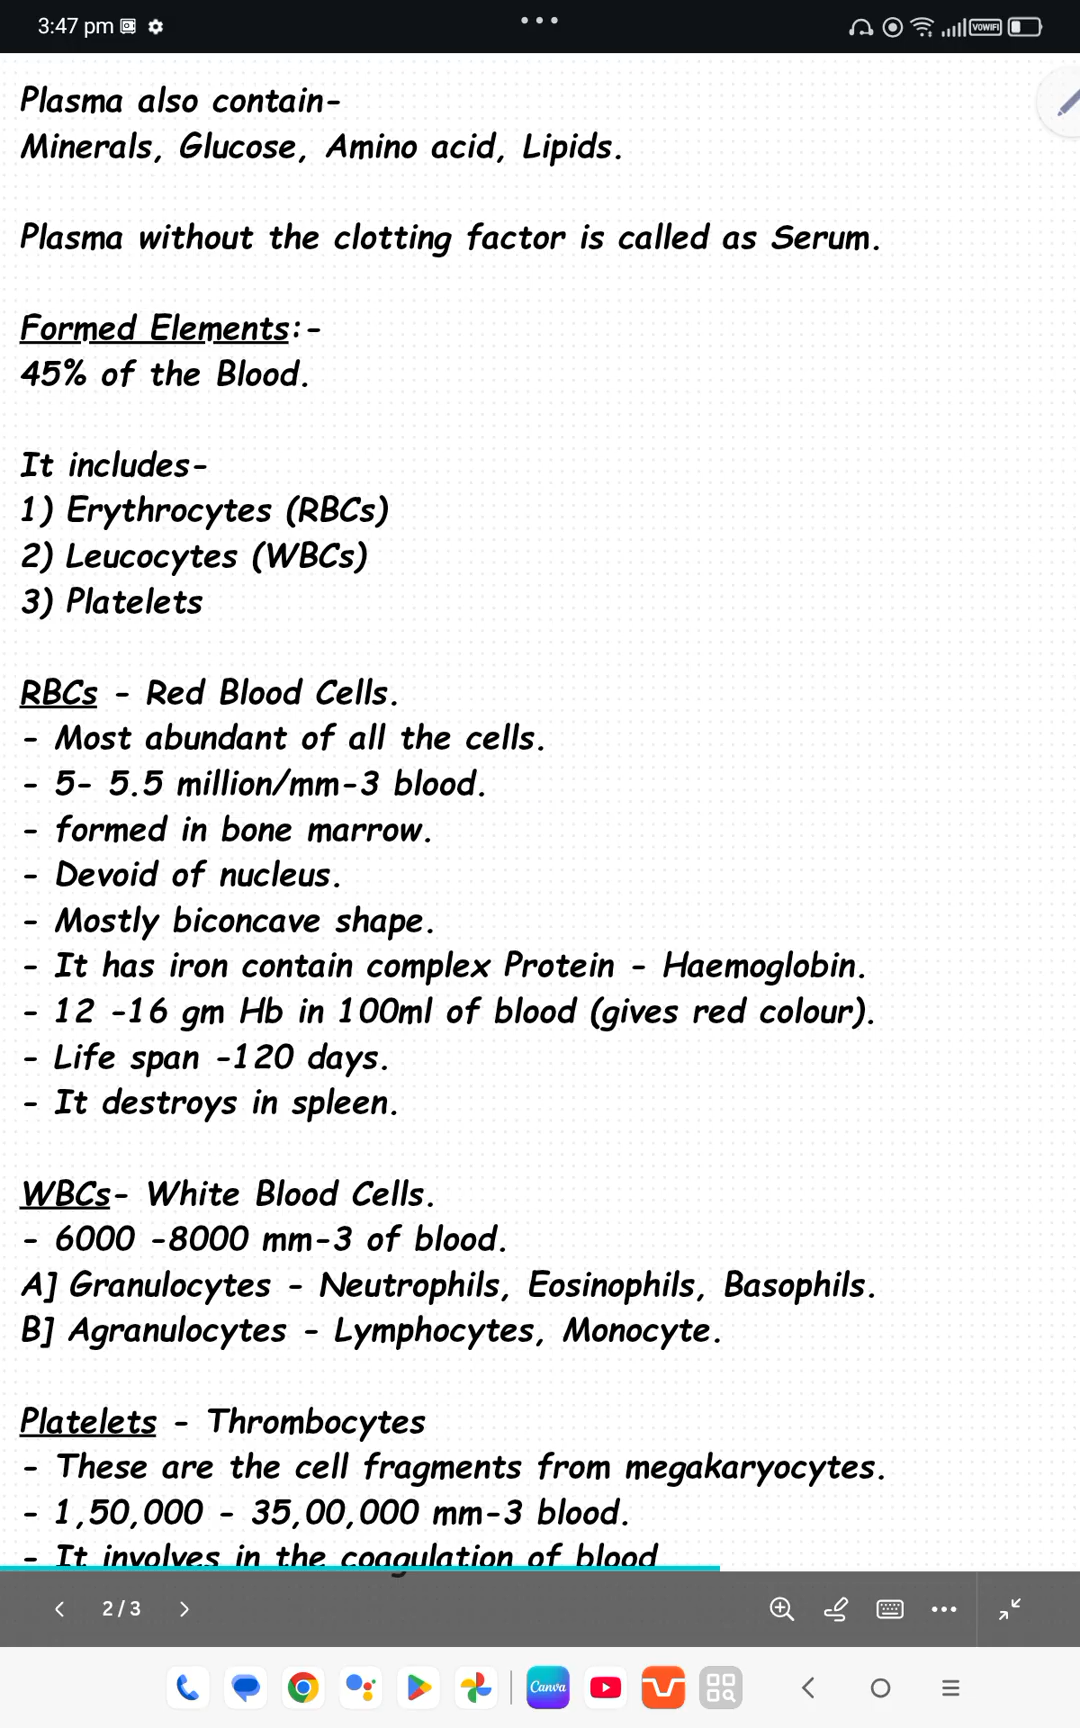 3:47 pm
VOWIFI
Plasma also contain-
Minerals, Glucose, Amino acid, Lipids.
Plasma without the clotting factor is called as Serum.
Formed Elements:-
45% of the Blood.
It includes-
1) Erythrocytes (RBCs)
2) Leucocytes (WBCs)
3) Platelets
RBCs - Red Blood Cells.
- Most abundant of all the cells.
- 5- 5.5 million/mm-3 blood.
- formed in bone marrow.
- Devoid of nucleus.
- Mostly biconcave shape.
- It has iron contain complex Protein - Haemoglobin.
- 12 -16 gm Hb in 100ml of blood (gives red colour).
- Life span -120 days.
- It destroys in spleen.
WBCs- White Blood Cells.
- 6000 -8000 mm-3 of blood.
A] Granulocytes - Neutrophils, Eosinophils, Basophils.
B] Agranulocytes - Lymphocytes, Monocyte.
Platelets - Thrombocytes
- These are the cell fragments from megakaryocytes.
- 1,50,000 - 35,00,000 mm-3 blood.
- It involves in the coagulation of blood
2/3
Canva